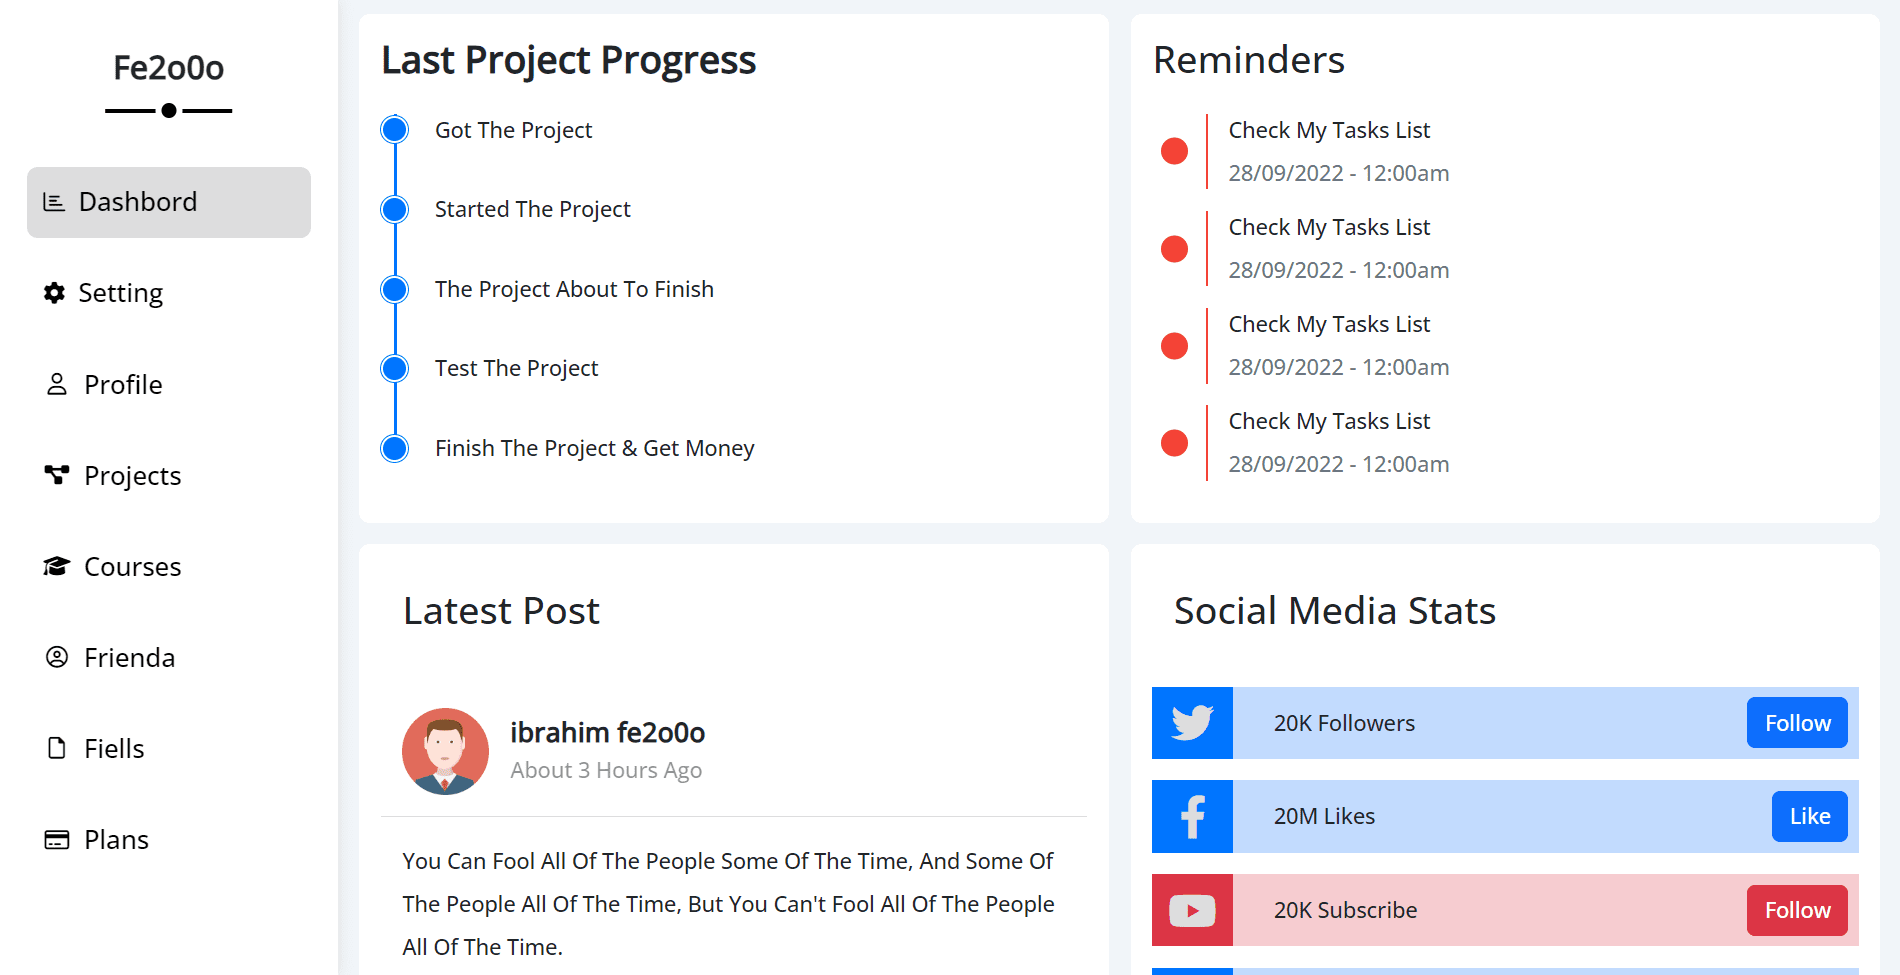 Fe2o0o
Dashbord
Setting
Profile
Projects
Courses
Frienda
Fiells
Plans
Last Project Progress
Got The Project
Started The Project
The Project About To Finish
Test The Project
Finish The Project & Get Money
Reminders
Check My Tasks List
28/09/2022 - 12:00am
Check My Tasks List
28/09/2022 - 12:00am
Check My Tasks List
28/09/2022 - 12:00am
Check My Tasks List
28/09/2022 - 12:00am
Latest Post
ibrahim fe2o0o
About 3 Hours Ago
You Can Fool All Of The People Some Of The Time, And Some Of
The People All Of The Time, But You Can't Fool All Of The People
All Of The Time.
Social Media Stats
20K Followers Follow
20M Likes Like
20K Subscribe Follow